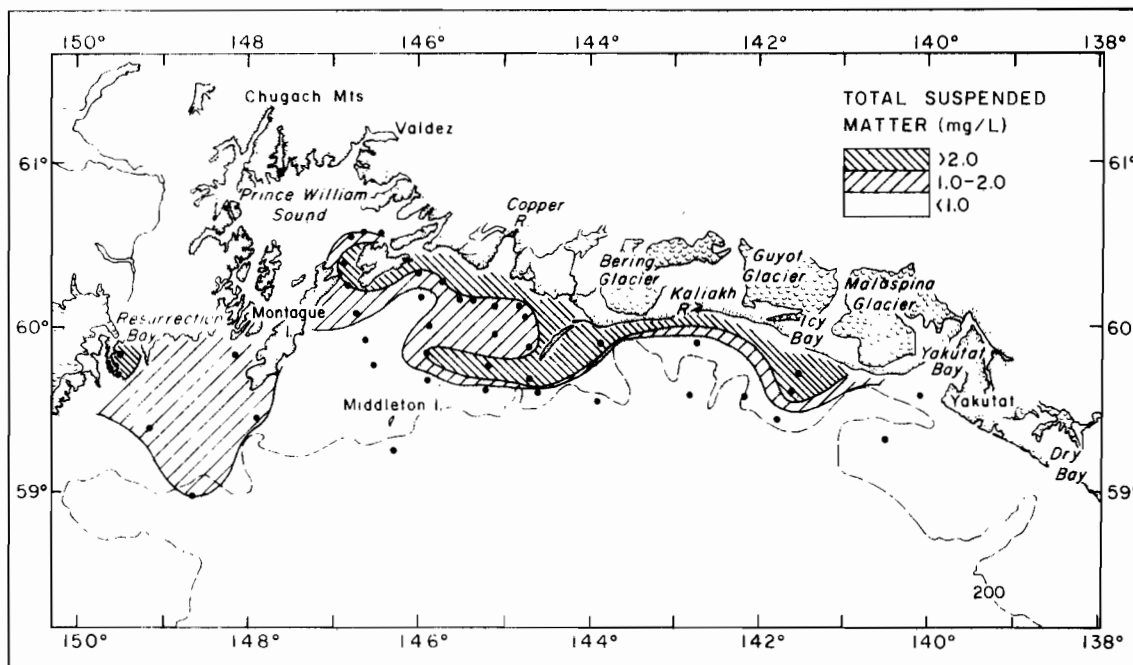 150° 148° 146° 144° 142° 140° 138°
Chugach Mts
Valdez
TOTAL SUSPENDED
MATTER (mg/L)
>2.0
1.0-2.0
<1.0
61° 61°
Prince William
Sound
Copper
R.
Bering
Glacier
Guyot
Glacier
Malaspina
Glacier
Kaliakh
R.
Icy
Bay
60° 60°
Resurrection
Bay
Montague
I.
Yakutat
Bay
Yakutat
Middleton I.
Dry
Bay
59° 59°
200
150° 148° 146° 144° 142° 140° 138°